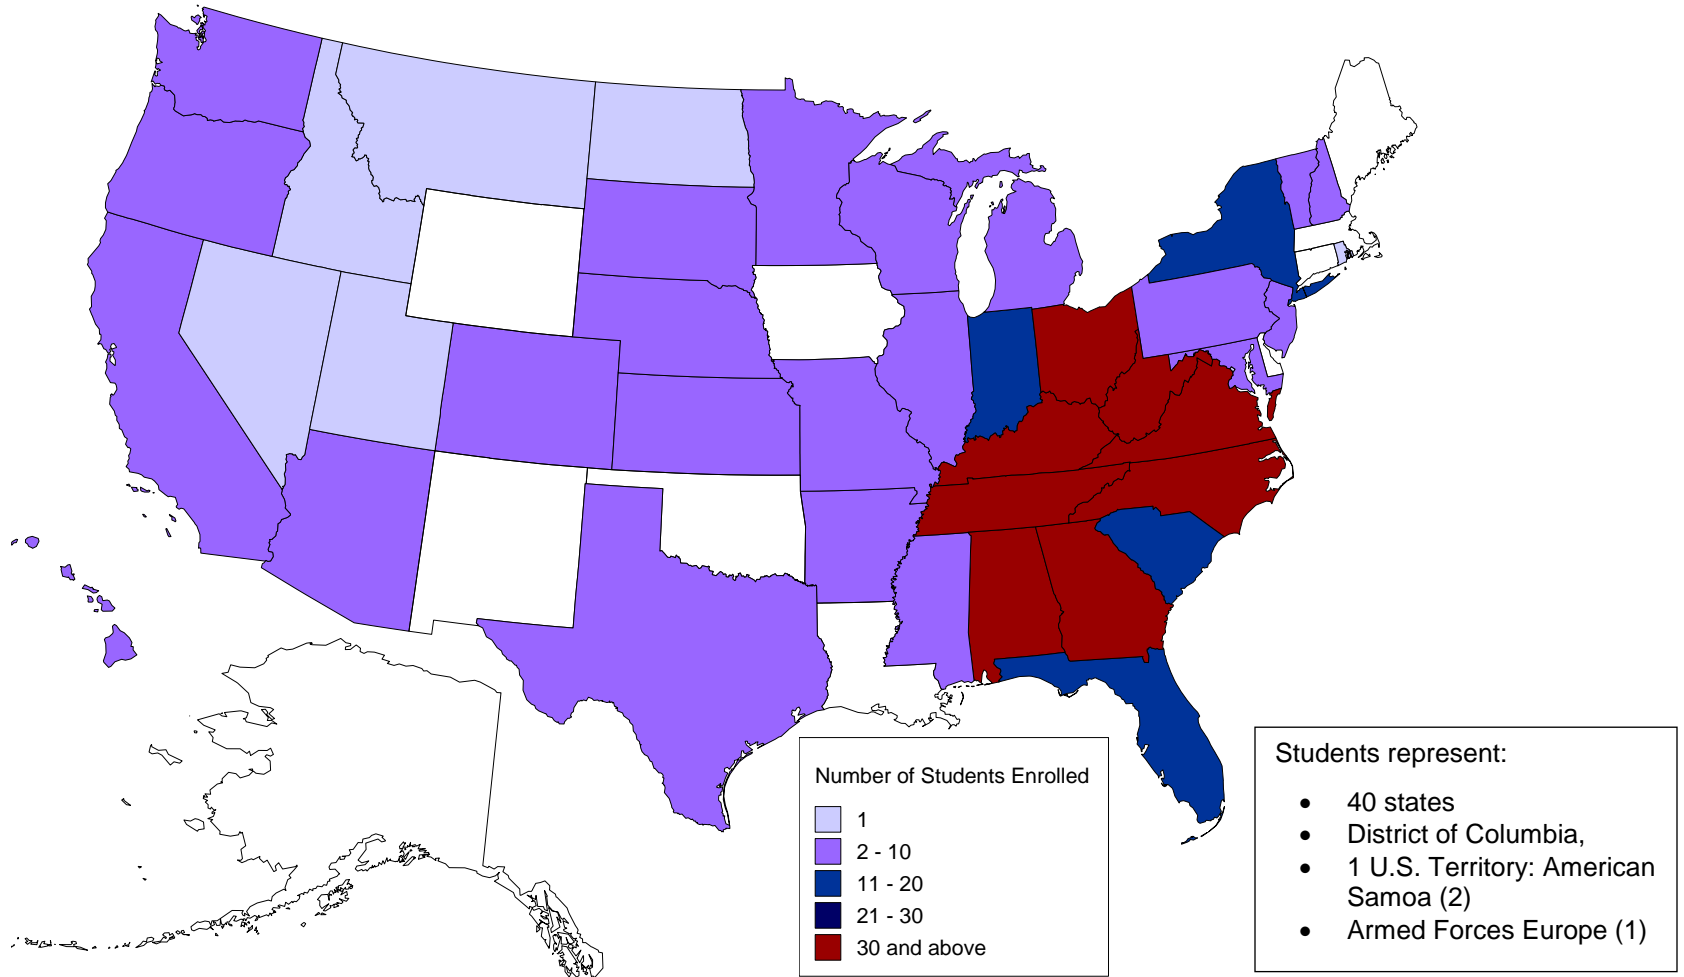 Number of Students Enrolled
1
2 - 10
11 - 20
21 - 30
30 and above
Students represent:
• 40 states
• District of Columbia,
• 1 U.S. Territory: American
Samoa (2)
• Armed Forces Europe (1)